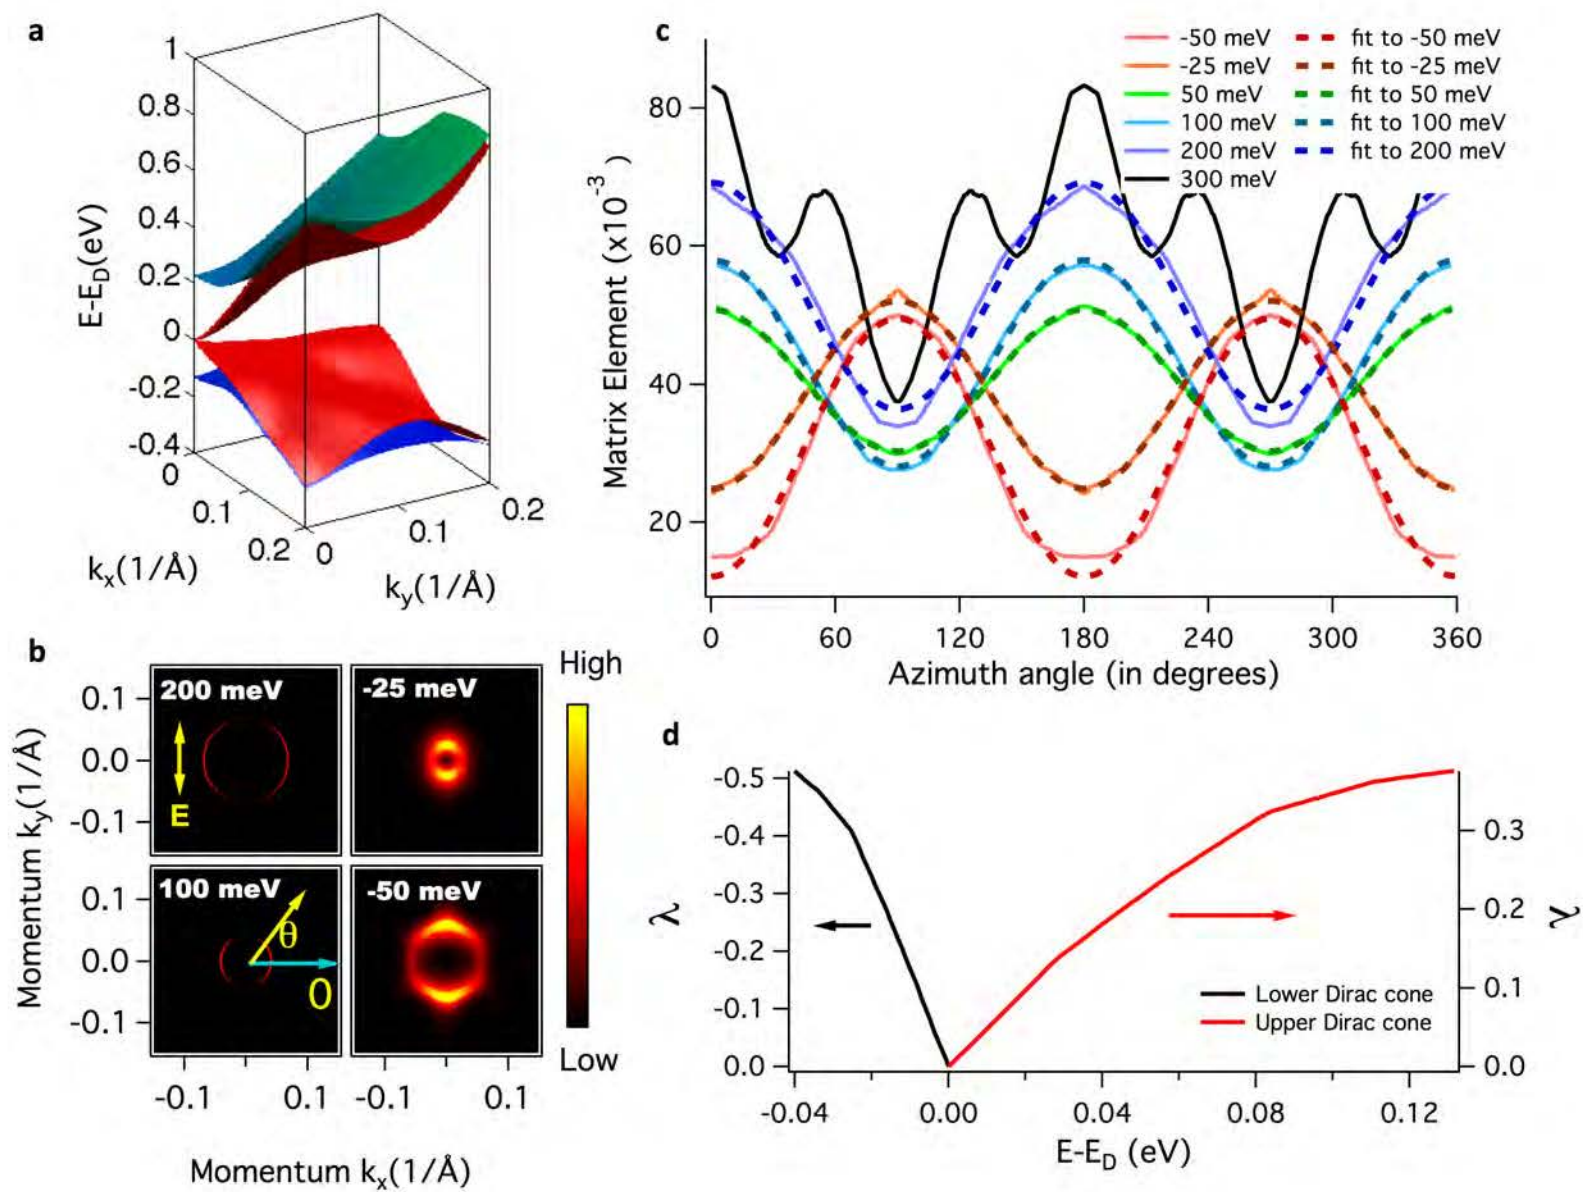 a
1
0.8
0.6
0.4
0.2
0
-0.2
-0.4
E-E_D(eV)
0
0.1
0.2
k_x(1/Å)
0
0.1
0.2
k_y(1/Å)
c
-50 meV
-25 meV
50 meV
100 meV
200 meV
300 meV
fit to -50 meV
fit to -25 meV
fit to 50 meV
fit to 100 meV
fit to 200 meV
Matrix Element (x10^-3)
80
60
40
20
0
60
120
180
240
300
360
Azimuth angle (in degrees)
b
200 meV
E
-25 meV
100 meV
θ
0
-50 meV
High
Low
Momentum k_y(1/Å)
0.1
0.0
-0.1
0.1
0.0
-0.1
-0.1
0.1
-0.1
0.1
Momentum k_x(1/Å)
d
λ
-0.5
-0.4
-0.3
-0.2
-0.1
0.0
λ
0.3
0.2
0.1
0.0
Lower Dirac cone
Upper Dirac cone
-0.04
0.00
0.04
0.08
0.12
E-E_D (eV)